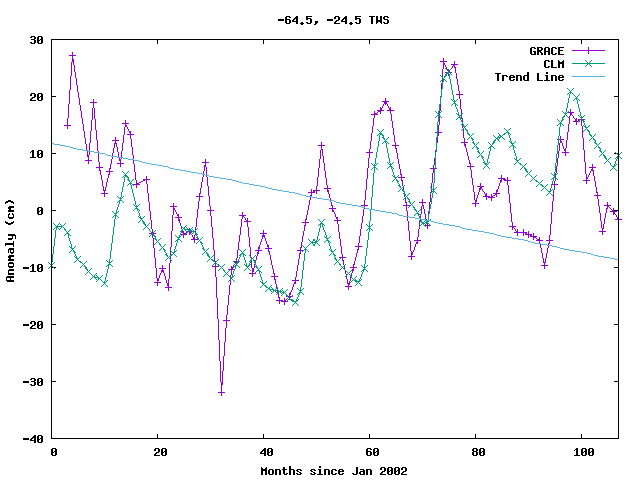 -64.5, -24.5 TWS
GRACE
CLM
Trend Line
30
20
10
0
-10
-20
-30
-40
Anomaly (cm)
0 20 40 60 80 100
Months since Jan 2002